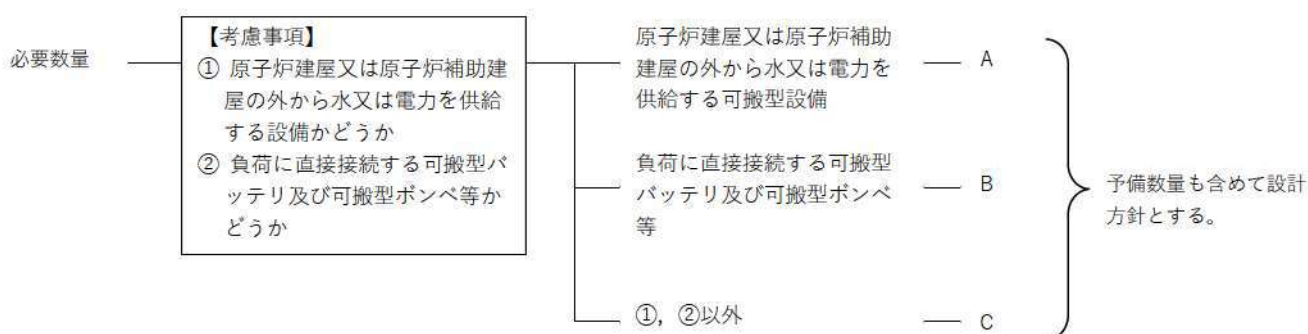 必要数量
【考慮事項】
① 原子炉建屋又は原子炉補助建
屋の外から水又は電力を供給
する設備かどうか
② 負荷に直接接続する可搬型バ
ッテリ及び可搬型ボンベ等か
どうか
原子炉建屋又は原子炉補助
建屋の外から水又は電力を
供給する可搬型設備
A
負荷に直接接続する可搬型
バッテリ及び可搬型ボンベ
等
B
①，②以外
C
予備数量も含めて設計
方針とする。